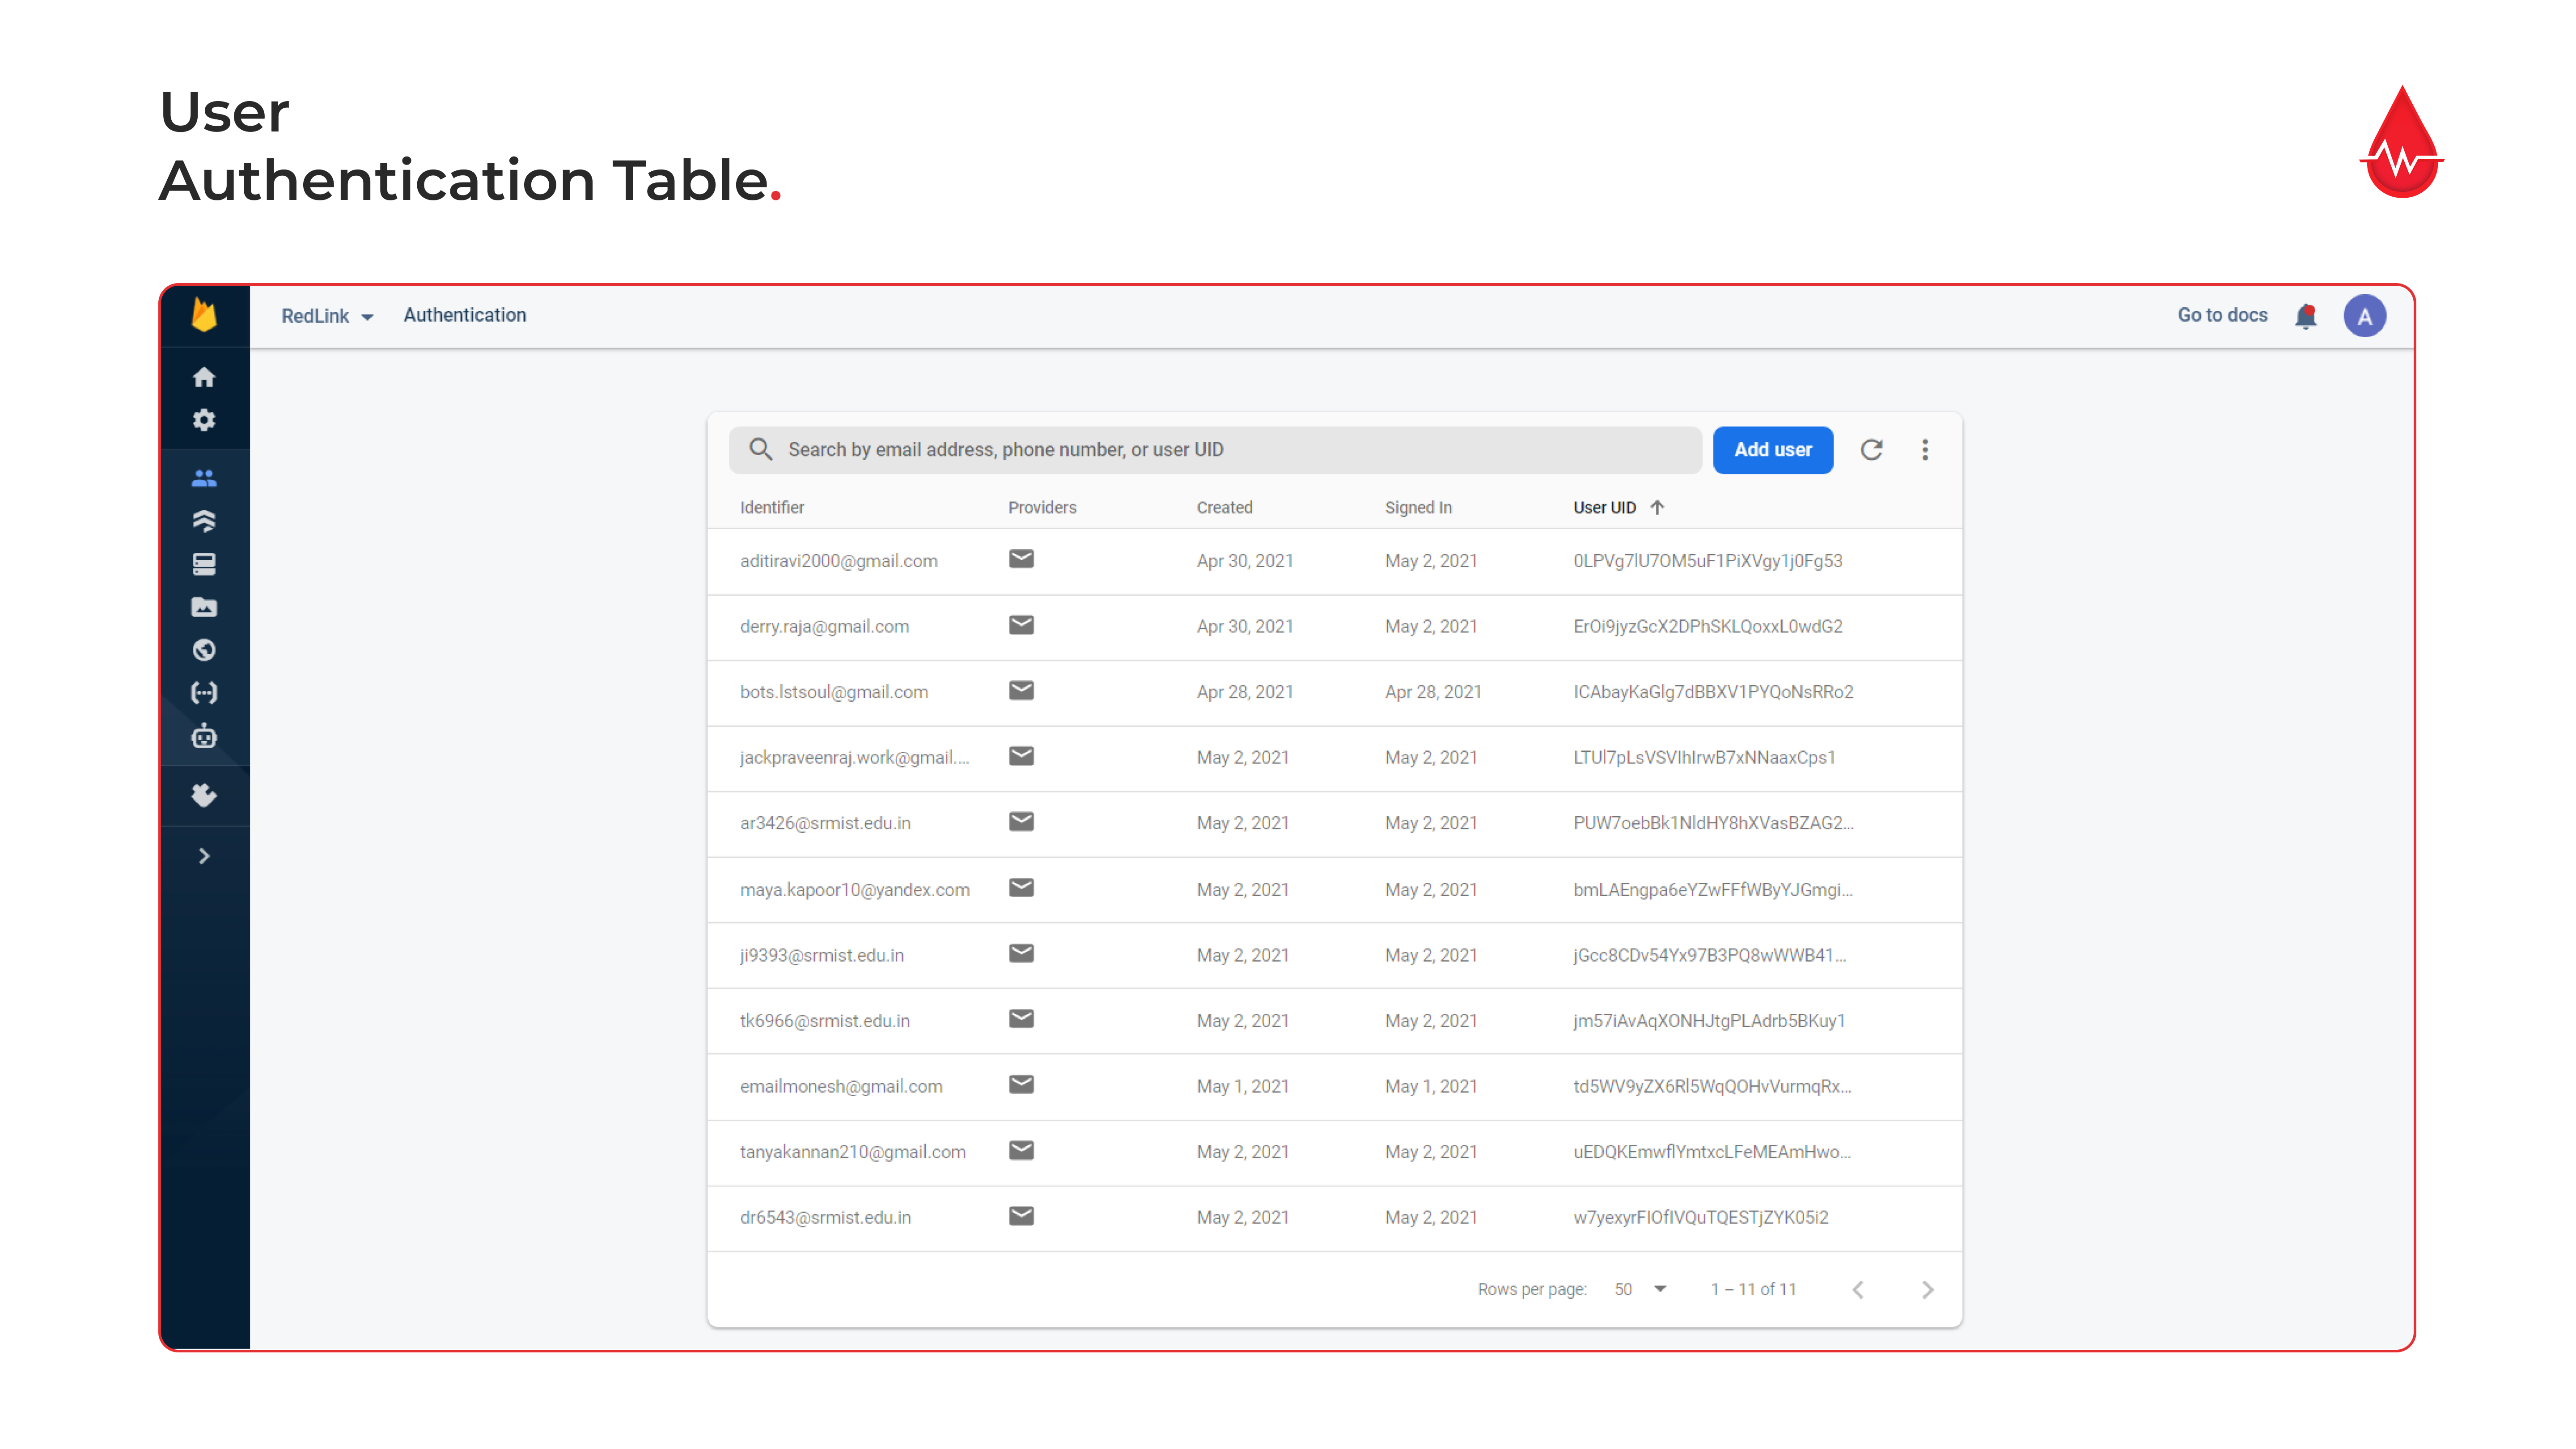 User
Authentication Table.
RedLink Authentication Go to docs A
Search by email address, phone number, or user UID Add user
Identifier Providers Created Signed In User UID
aditiravi2000@gmail.com Apr 30, 2021 May 2, 2021 0LPVg7lU7OM5uF1PiXVgy1j0Fg53
derry.raja@gmail.com Apr 30, 2021 May 2, 2021 ErOi9jyzGcX2DPhSKLQoxxL0wdG2
bots.lstsoul@gmail.com Apr 28, 2021 Apr 28, 2021 ICAbayKaGlg7dBBXV1PYQoNsRRo2
jackpraveenraj.work@gmail.... May 2, 2021 May 2, 2021 LTUl7pLsVSVIhIrwB7xNNaaxCps1
ar3426@srmist.edu.in May 2, 2021 May 2, 2021 PUW7oebBk1NldHY8hXVasBZAG2...
maya.kapoor10@yandex.com May 2, 2021 May 2, 2021 bmLAEngpa6eYZwFFfWByYJGmgi...
ji9393@srmist.edu.in May 2, 2021 May 2, 2021 jGcc8CDv54Yx97B3PQ8wWWB41...
tk6966@srmist.edu.in May 2, 2021 May 2, 2021 jm57iAvAqXONHJtgPLAdrb5BKuy1
emailmonesh@gmail.com May 1, 2021 May 1, 2021 td5WV9yZX6Rl5WqQOHvVurmqRx...
tanyakannan210@gmail.com May 2, 2021 May 2, 2021 uEDQKEmwflYmtxcLFeMEAmHwo...
dr6543@srmist.edu.in May 2, 2021 May 2, 2021 w7yexyrFIOfIVQuTQESTjZYK05i2
Rows per page: 50 1 – 11 of 11